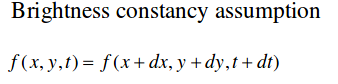 Brightness constancy assumption
f(x, y, t) = f(x + dx, y + dy, t + dt)